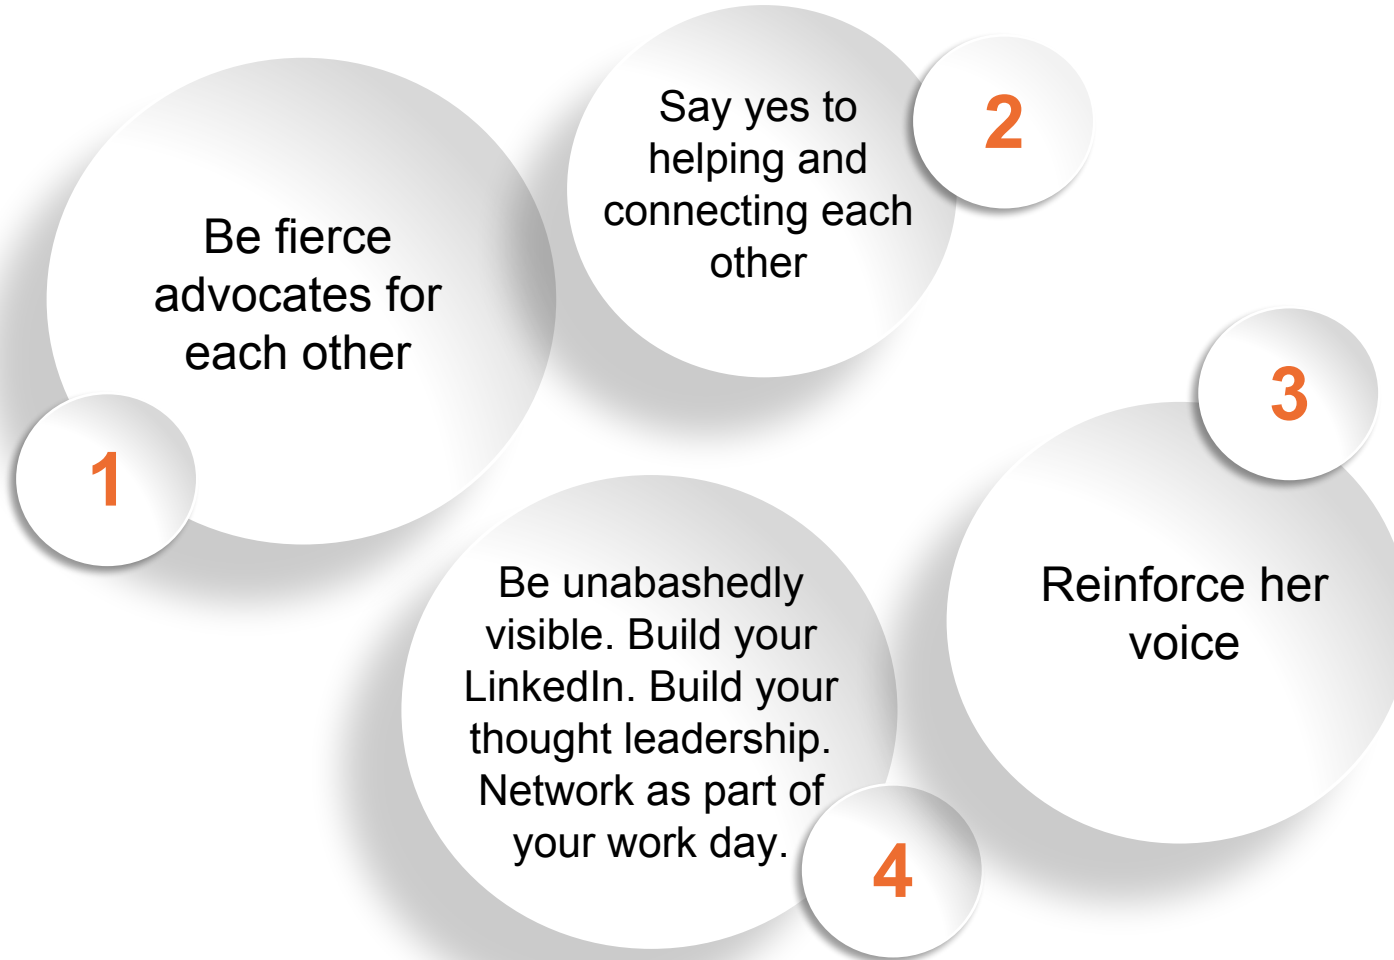 Be fierce
advocates for
each other
1
Say yes to
helping and
connecting each
other
2
3
Reinforce her
voice
Be unabashedly
visible. Build your
LinkedIn. Build your
thought leadership.
Network as part of
your work day.
4